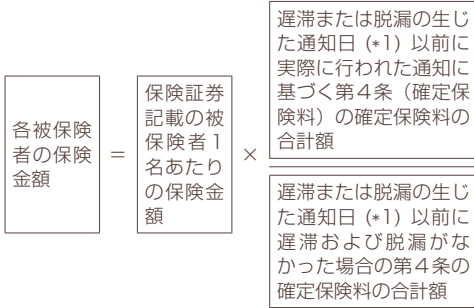 各被保険
者の保険
金額
＝
保険証券
記載の被
保険者１
名あたり
の保険金
額
×
遅滞または脱漏の生じ
た通知日 (*1) 以前に
実際に行われた通知に
基づく第４条（確定保
険料）の確定保険料の
合計額
遅滞または脱漏の生じ
た通知日 (*1) 以前に
遅滞および脱漏がな
かった場合の第４条の
確定保険料の合計額